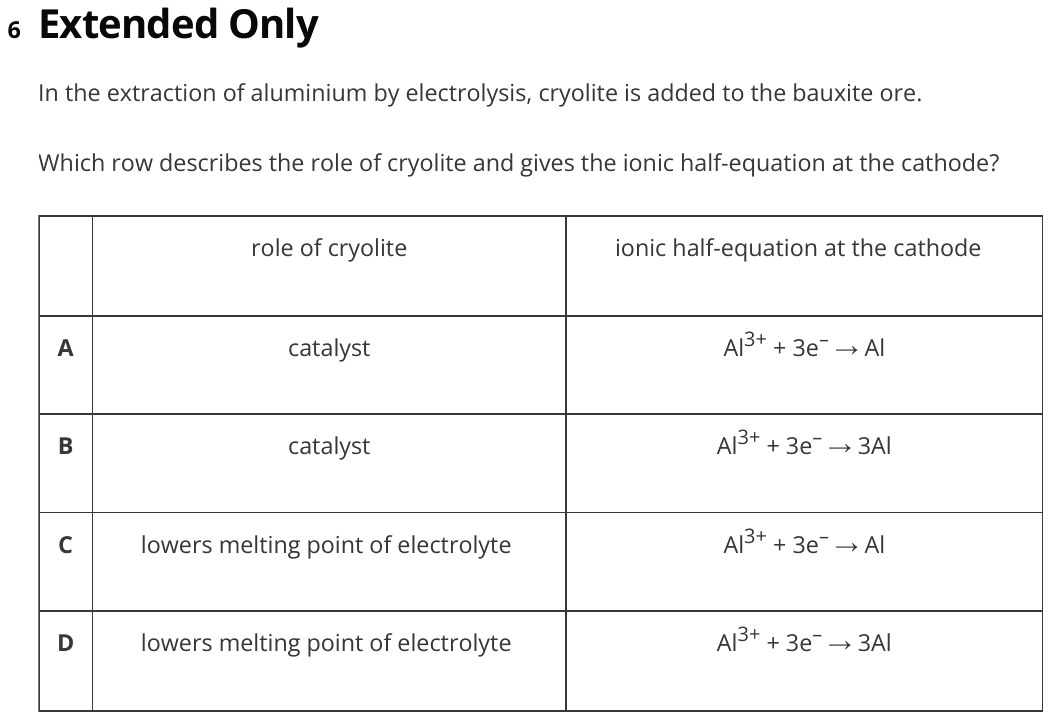 6 Extended Only
In the extraction of aluminium by electrolysis, cryolite is added to the bauxite ore.
Which row describes the role of cryolite and gives the ionic half-equation at the cathode?
role of cryolite ionic half-equation at the cathode
A catalyst Al³⁺ + 3e⁻ → Al
B catalyst Al³⁺ + 3e⁻ → 3Al
C lowers melting point of electrolyte Al³⁺ + 3e⁻ → Al
D lowers melting point of electrolyte Al³⁺ + 3e⁻ → 3Al